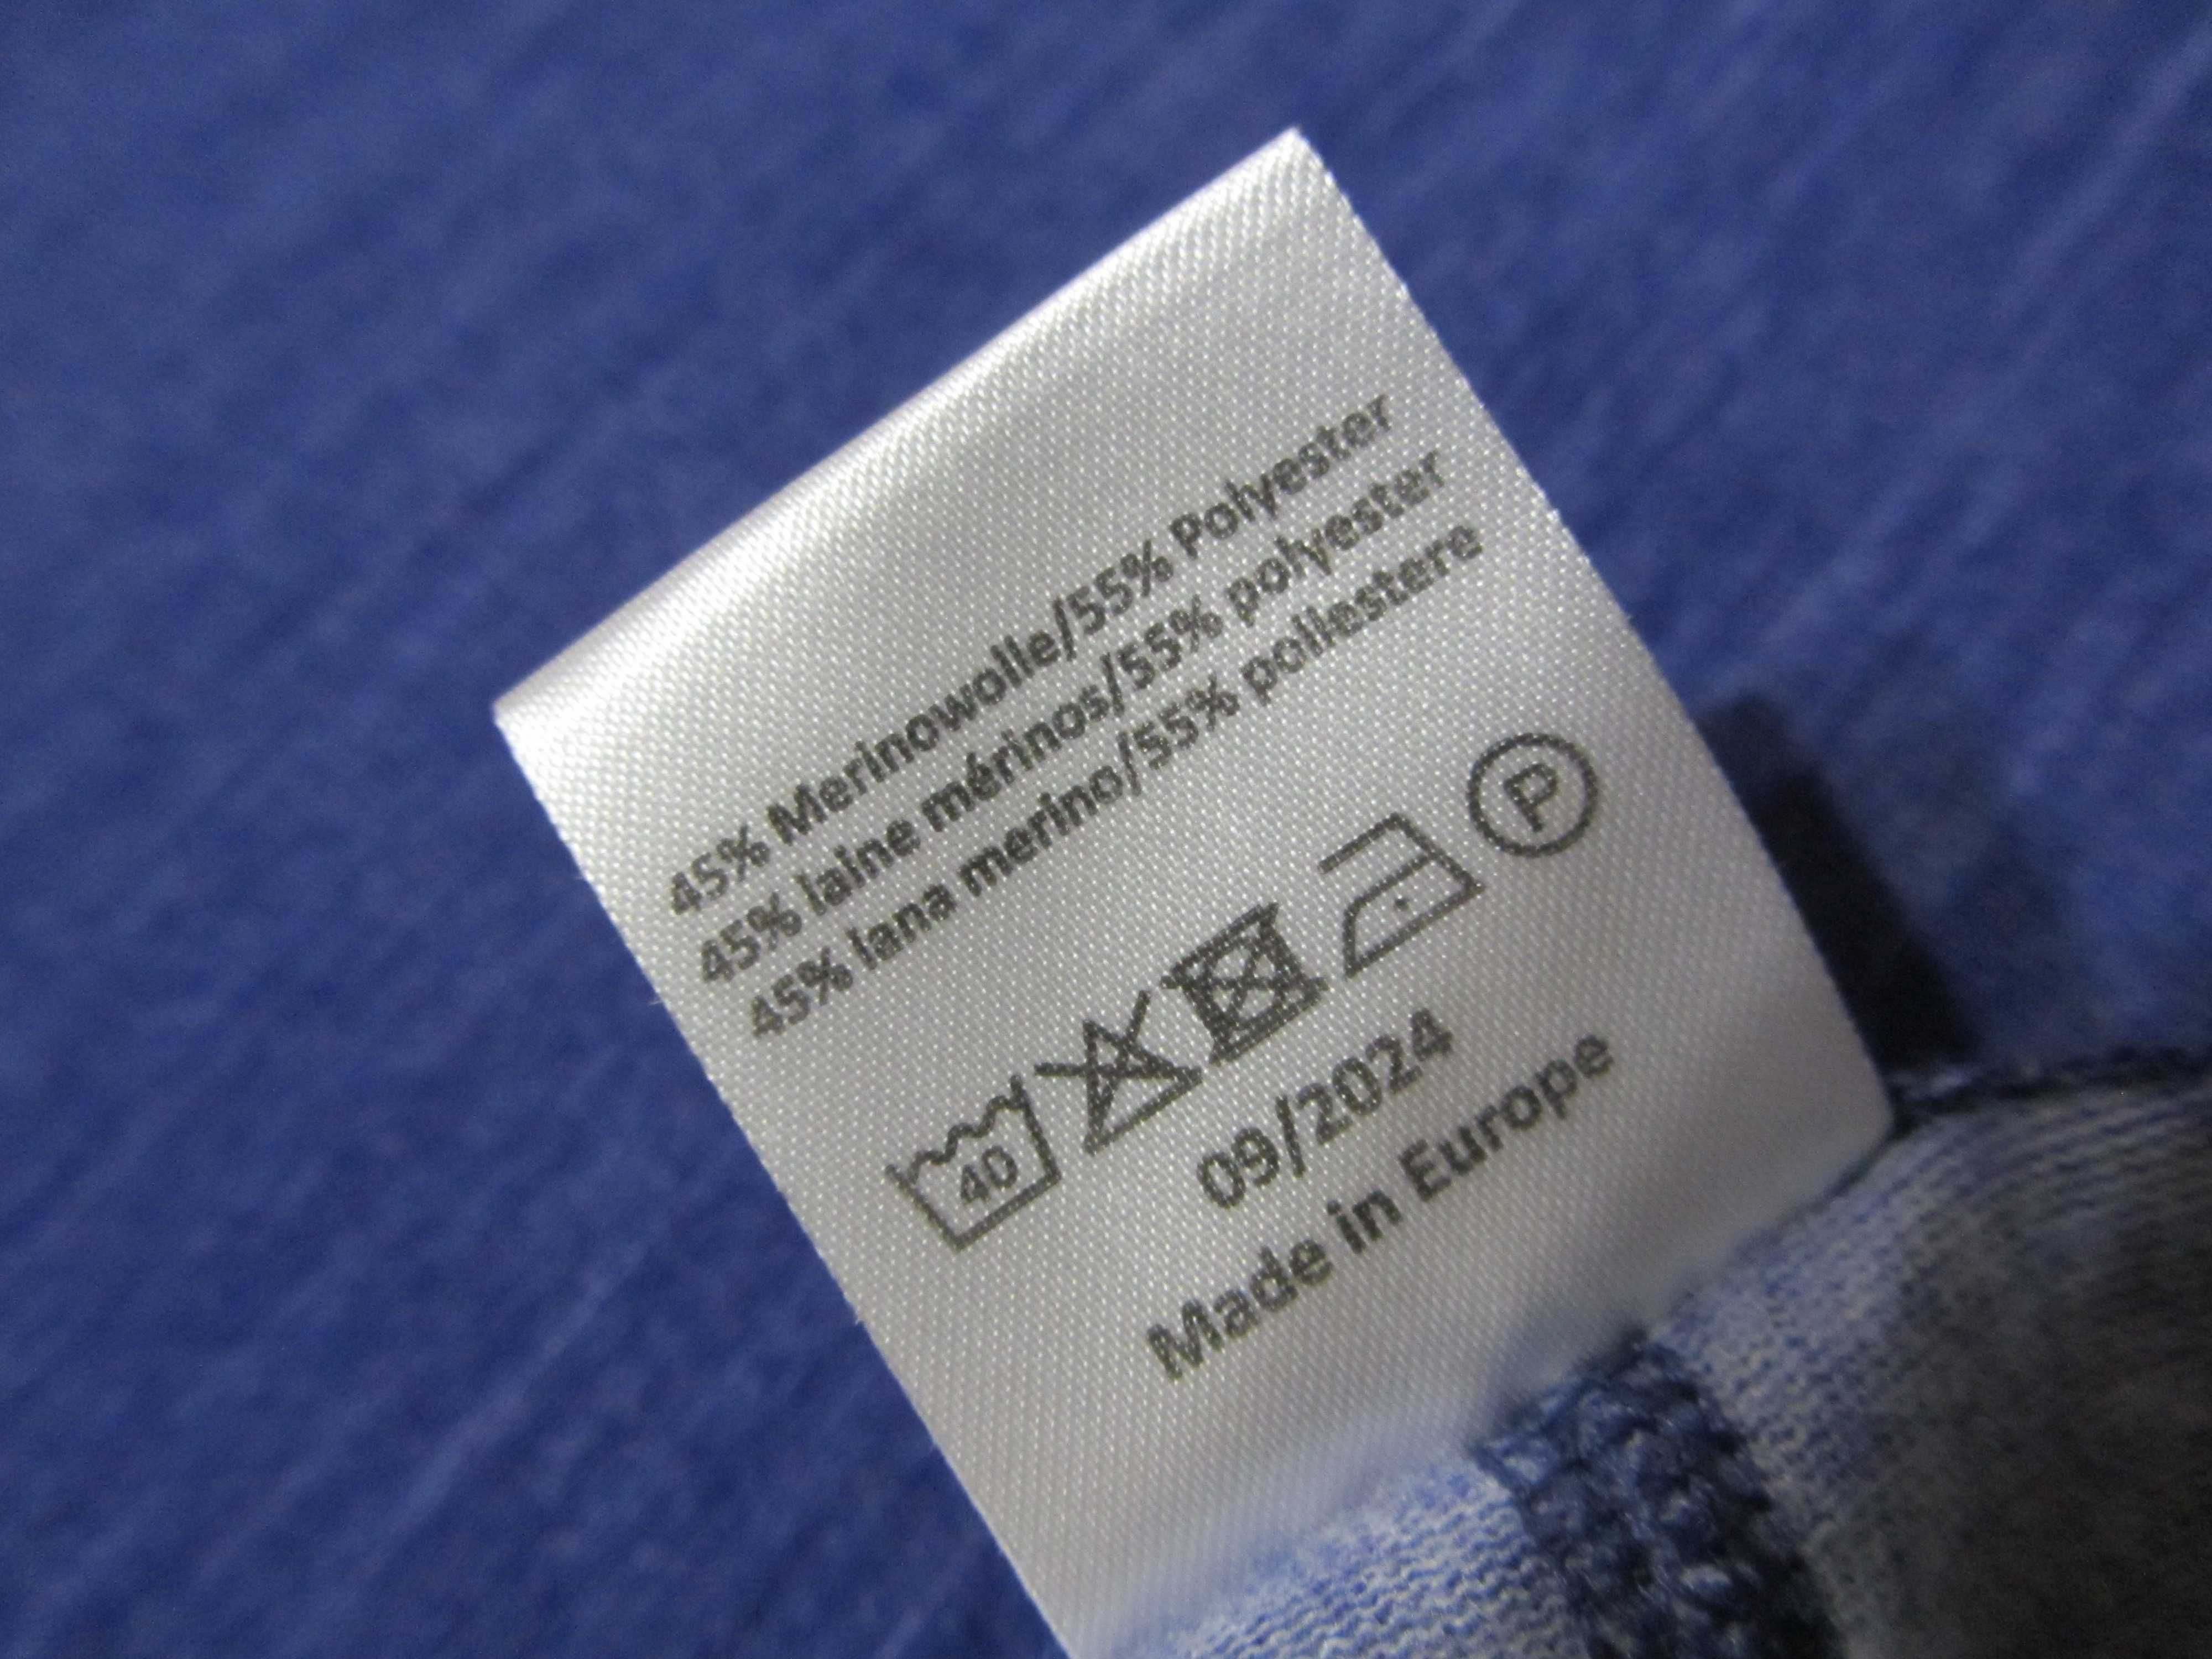 45% Merinowolle/55% Polyester
45% laine mérinos/55% polyester
45% lana merino/55% poliestere
40
P
09/2024
Made in Europe